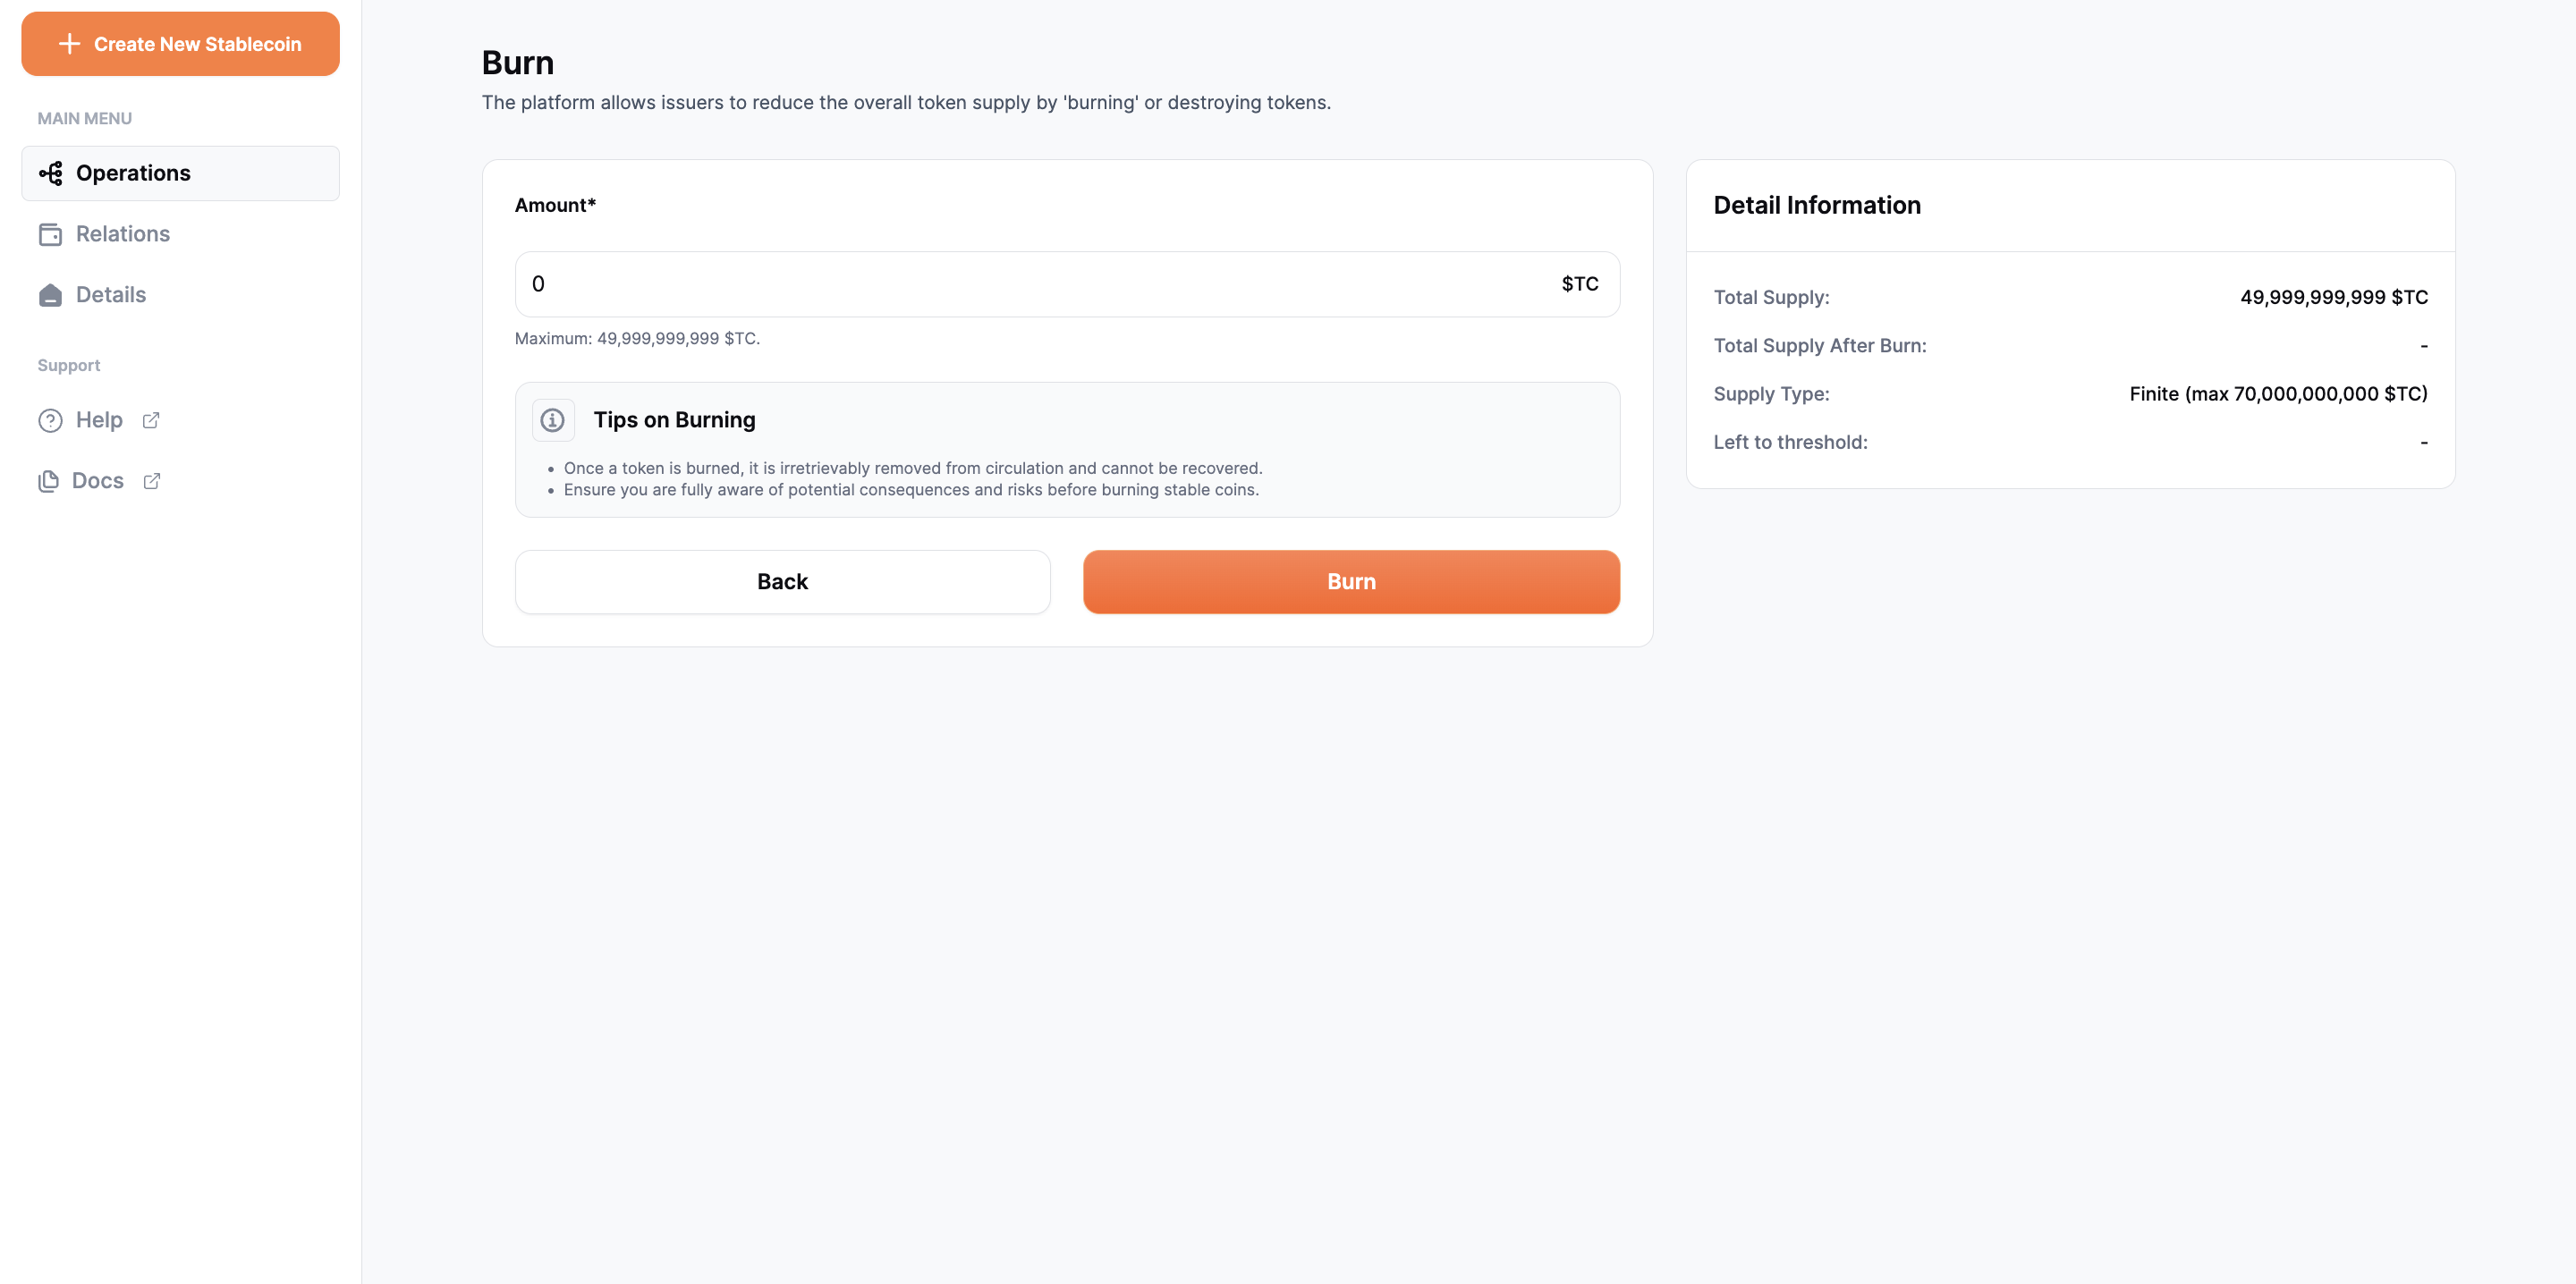 Create New Stablecoin
MAIN MENU
Operations
Relations
Details
Support
Help
Docs
Burn
The platform allows issuers to reduce the overall token supply by 'burning' or destroying tokens.
Amount*
0 $TC
Maximum: 49,999,999,999 $TC.
Tips on Burning
• Once a token is burned, it is irretrievably removed from circulation and cannot be recovered.
• Ensure you are fully aware of potential consequences and risks before burning stable coins.
Back Burn
Detail Information
Total Supply: 49,999,999,999 $TC
Total Supply After Burn: -
Supply Type: Finite (max 70,000,000,000 $TC)
Left to threshold: -